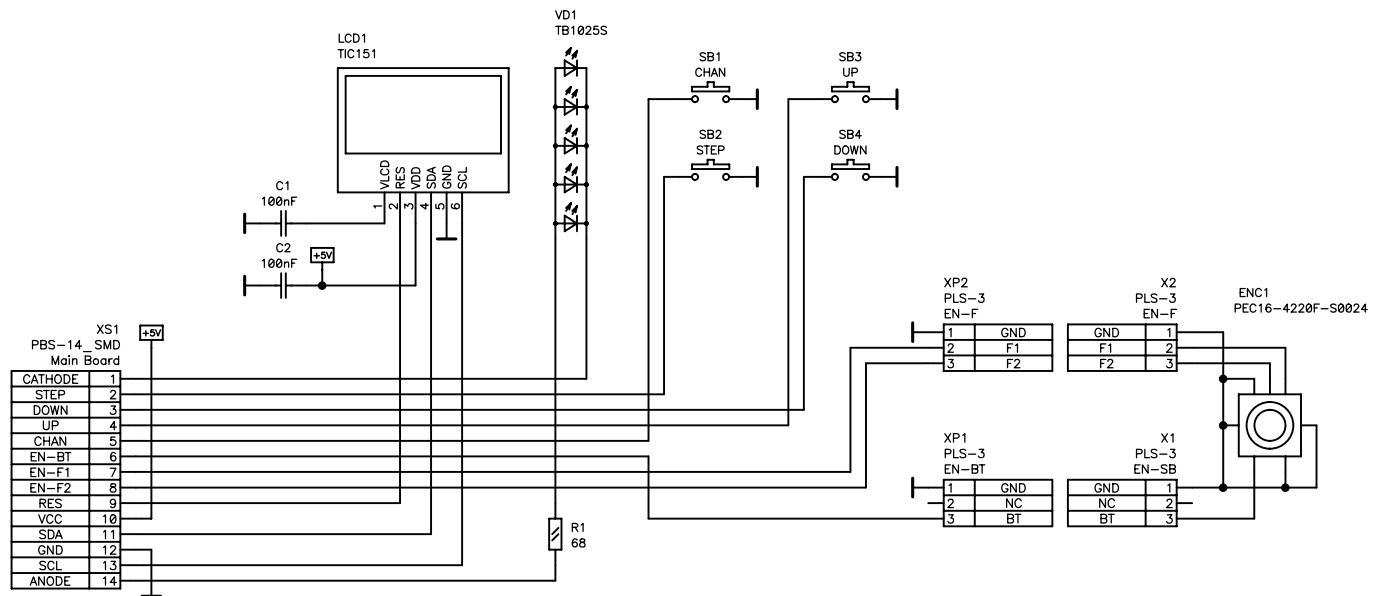 VD1
TB1025S
LCD1
TIC151
SB1
CHAN
SB3
UP
SB2
STEP
SB4
DOWN
VLCD
RES
VDD
SDA
GND
SCL
1
2
3
4
5
6
C1
100nF
C2
100nF
+5V
XS1
PBS-14_SMD
Main Board
+5V
CATHODE 1
STEP 2
DOWN 3
UP 4
CHAN 5
EN-BT 6
EN-F1 7
EN-F2 8
RES 9
VCC 10
SDA 11
GND 12
SCL 13
ANODE 14
R1
68
XP2
PLS-3
EN-F
1 GND
2 F1
3 F2
X2
PLS-3
EN-F
GND 1
F1 2
F2 3
ENC1
PEC16-4220F-S0024
XP1
PLS-3
EN-BT
1 GND
2 NC
3 BT
X1
PLS-3
EN-SB
GND 1
NC 2
BT 3